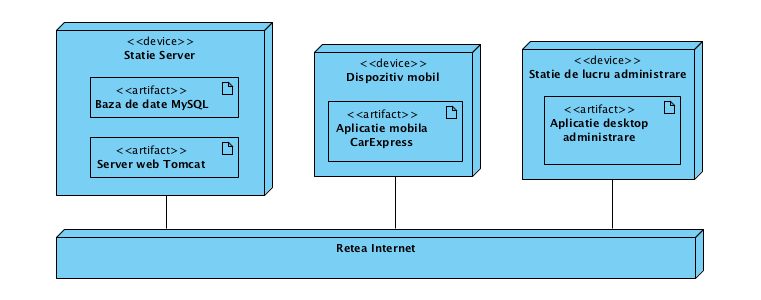 <<device>>
Statie Server
<<artifact>>
Baza de date MySQL
<<artifact>>
Server web Tomcat
<<device>>
Dispozitiv mobil
<<artifact>>
Aplicatie mobila
CarExpress
<<device>>
Statie de lucru administrare
<<artifact>>
Aplicatie desktop
administrare
Retea Internet